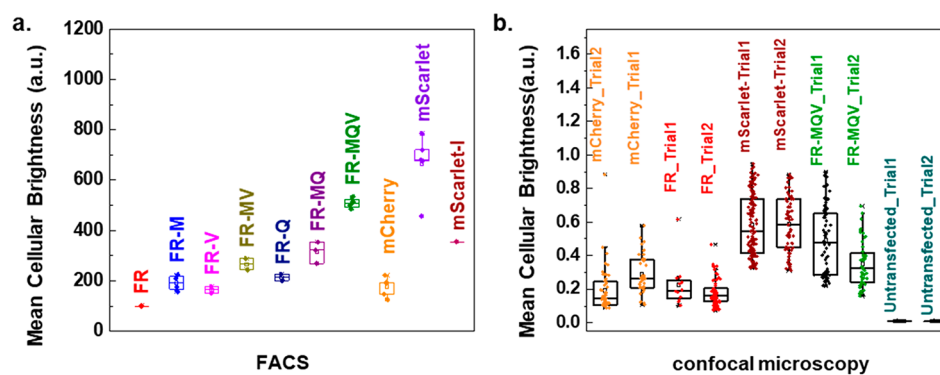 a.
Mean Cellular Brightness (a.u.)
1200
1000
800
600
400
200
0
FR
FR-M
FR-V
FR-MV
FR-Q
FR-MQ
FR-MQV
mCherry
mScarlet
mScarlet-I
FACS
b.
Mean Cellular Brightness(a.u.)
1.6
1.4
1.2
1.0
0.8
0.6
0.4
0.2
0.0
mCherry_Trial2
mCherry_Trial1
FR_Trial1
FR_Trial2
mScarlet-Trial1
mScarlet-Trial2
FR-MQV_Trial1
FR-MQV_Trial2
Untransfected_Trial1
Untransfected_Trial2
confocal microscopy